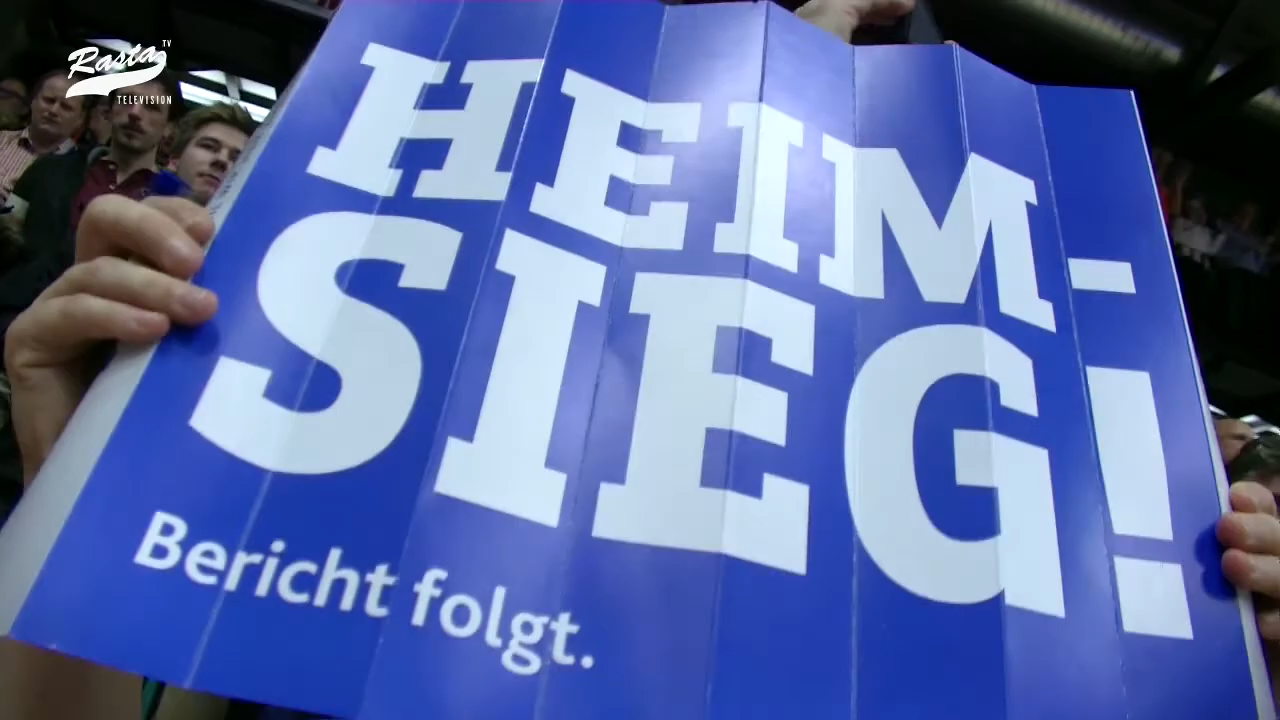 Rasta
TV
TELEVISION
HEIM-
SIEG!
Bericht folgt.